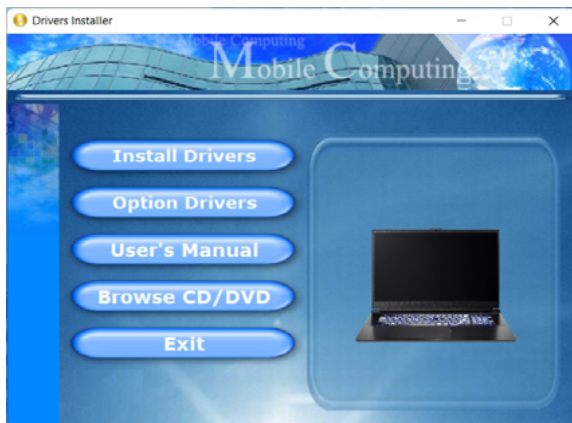 Drivers Installer
Mobile Computing
Mobile Computing
Install Drivers
Option Drivers
User's Manual
Browse CD/DVD
Exit